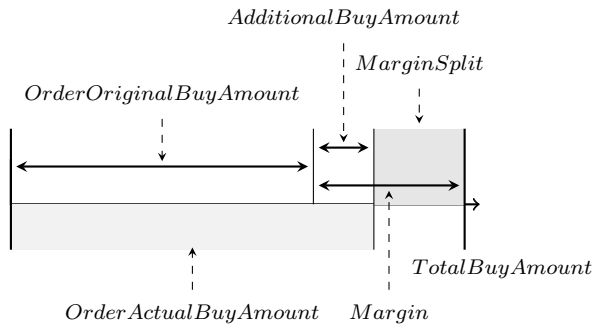 AdditionalBuyAmount
MarginSplit
OrderOriginalBuyAmount
TotalBuyAmount
OrderActualBuyAmount
Margin